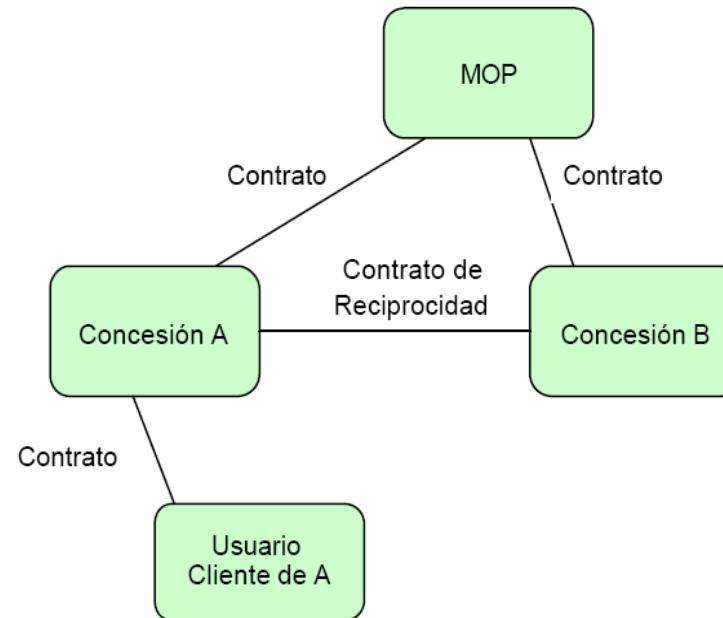 MOP
Contrato
Contrato
Contrato de
Reciprocidad
Concesión A
Concesión B
Contrato
Usuario
Cliente de A